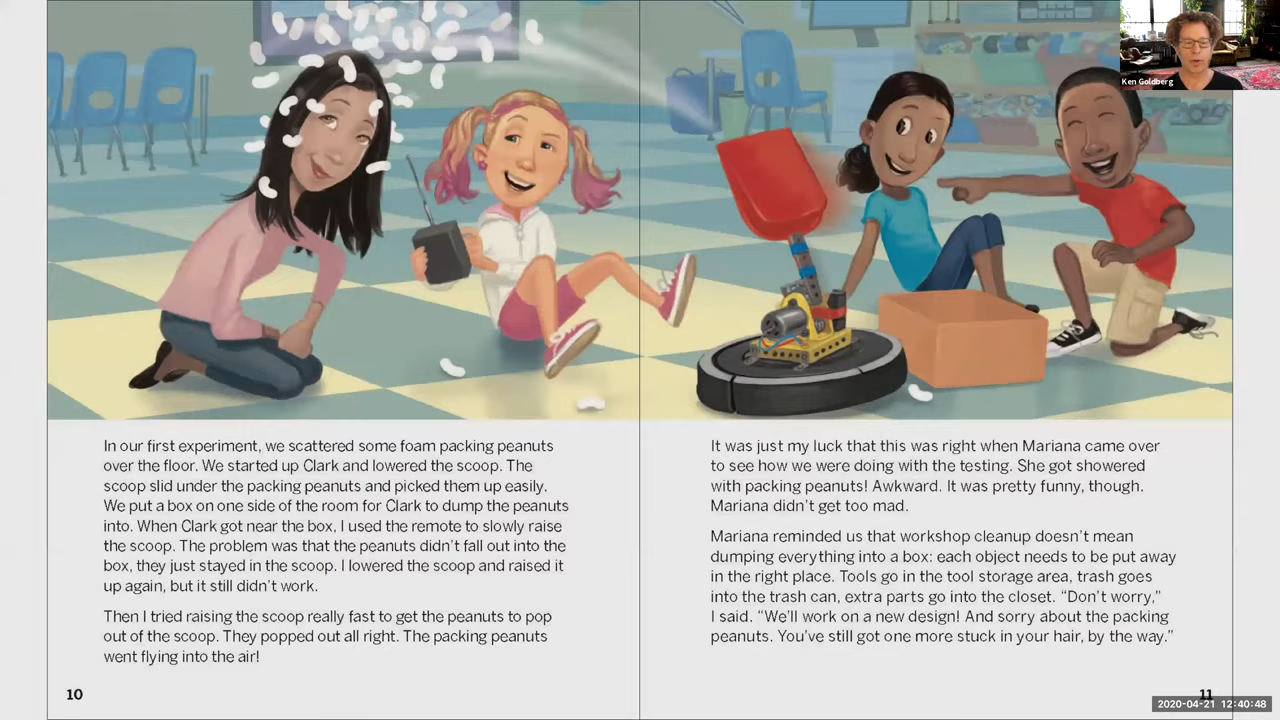 Ken Goldberg
In our first experiment, we scattered some foam packing peanuts
over the floor. We started up Clark and lowered the scoop. The
scoop slid under the packing peanuts and picked them up easily.
We put a box on one side of the room for Clark to dump the peanuts
into. When Clark got near the box, I used the remote to slowly raise
the scoop. The problem was that the peanuts didn't fall out into the
box, they just stayed in the scoop. I lowered the scoop and raised it
up again, but it still didn't work.
Then I tried raising the scoop really fast to get the peanuts to pop
out of the scoop. They popped out all right. The packing peanuts
went flying into the air!
10
It was just my luck that this was right when Mariana came over
to see how we were doing with the testing. She got showered
with packing peanuts! Awkward. It was pretty funny, though.
Mariana didn't get too mad.
Mariana reminded us that workshop cleanup doesn't mean
dumping everything into a box: each object needs to be put away
in the right place. Tools go in the tool storage area, trash goes
into the trash can, extra parts go into the closet. "Don't worry,"
I said. "We'll work on a new design! And sorry about the packing
peanuts. You've still got one more stuck in your hair, by the way."
11
2020-04-21 12:40:48